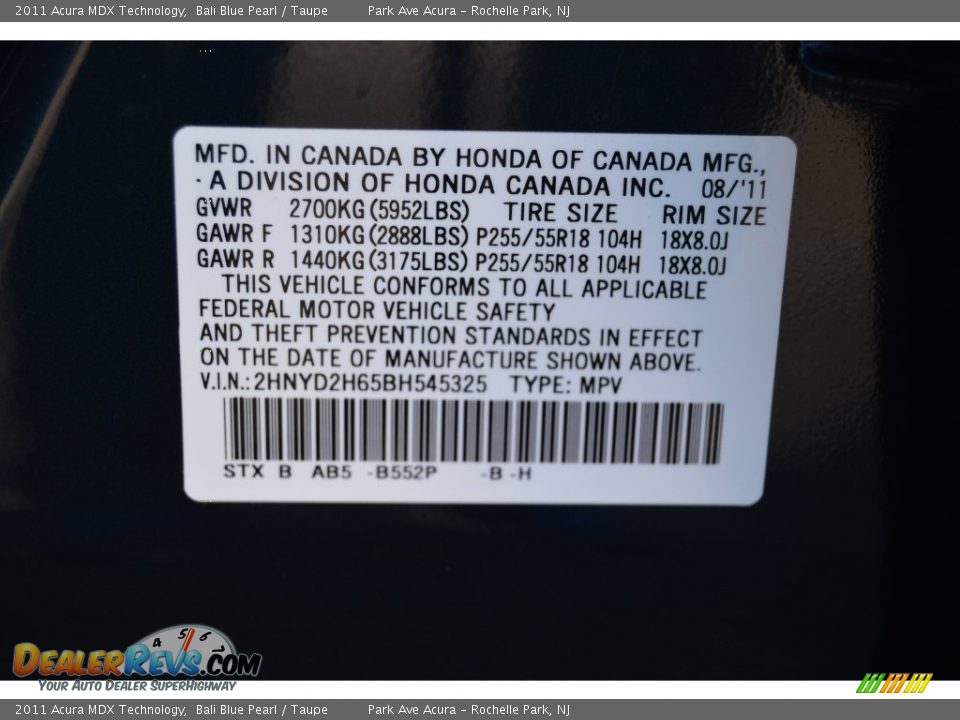 2011 Acura MDX Technology, Bali Blue Pearl / Taupe Park Ave Acura - Rochelle Park, NJ
MFD. IN CANADA BY HONDA OF CANADA MFG.,
A DIVISION OF HONDA CANADA INC. 08/'11
GVWR 2700KG(5952LBS) TIRE SIZE RIM SIZE
GAWR F 1310KG(2888LBS) P255/55R18 104H 18X8.0J
GAWR R 1440KG(3175LBS) P255/55R18 104H 18X8.0J
THIS VEHICLE CONFORMS TO ALL APPLICABLE
FEDERAL MOTOR VEHICLE SAFETY
AND THEFT PREVENTION STANDARDS IN EFFECT
ON THE DATE OF MANUFACTURE SHOWN ABOVE.
V.I.N.:2HNYD2H65BH545325 TYPE: MPV
STX B AB5 -B552P -B -H
4 5 6 7
DEALERREVS.COM
YOUR AUTO DEALER SUPERHIGHWAY
2011 Acura MDX Technology, Bali Blue Pearl / Taupe Park Ave Acura - Rochelle Park, NJ